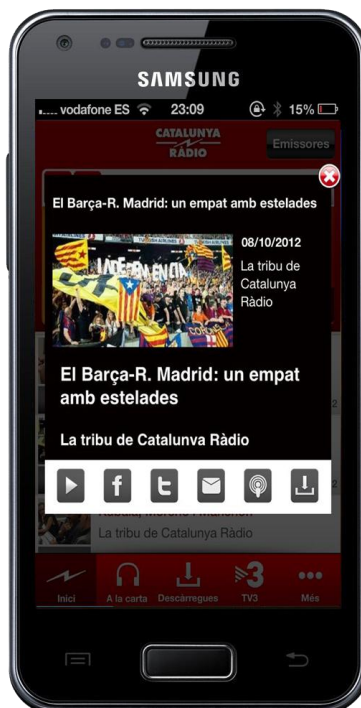 SAMSUNG
vodafone ES 23:09 15%
CATALUNYA
RÀDIO
Emissores
El Barça-R. Madrid: un empat amb estelades
INDEPENDENCIA
08/10/2012
La tribu de
Catalunya
Ràdio
El Barça-R. Madrid: un empat
amb estelades
La tribu de Catalunya Ràdio
La tribu de Catalunya Ràdio
Inici A la carta Descàrregues TV3 Més